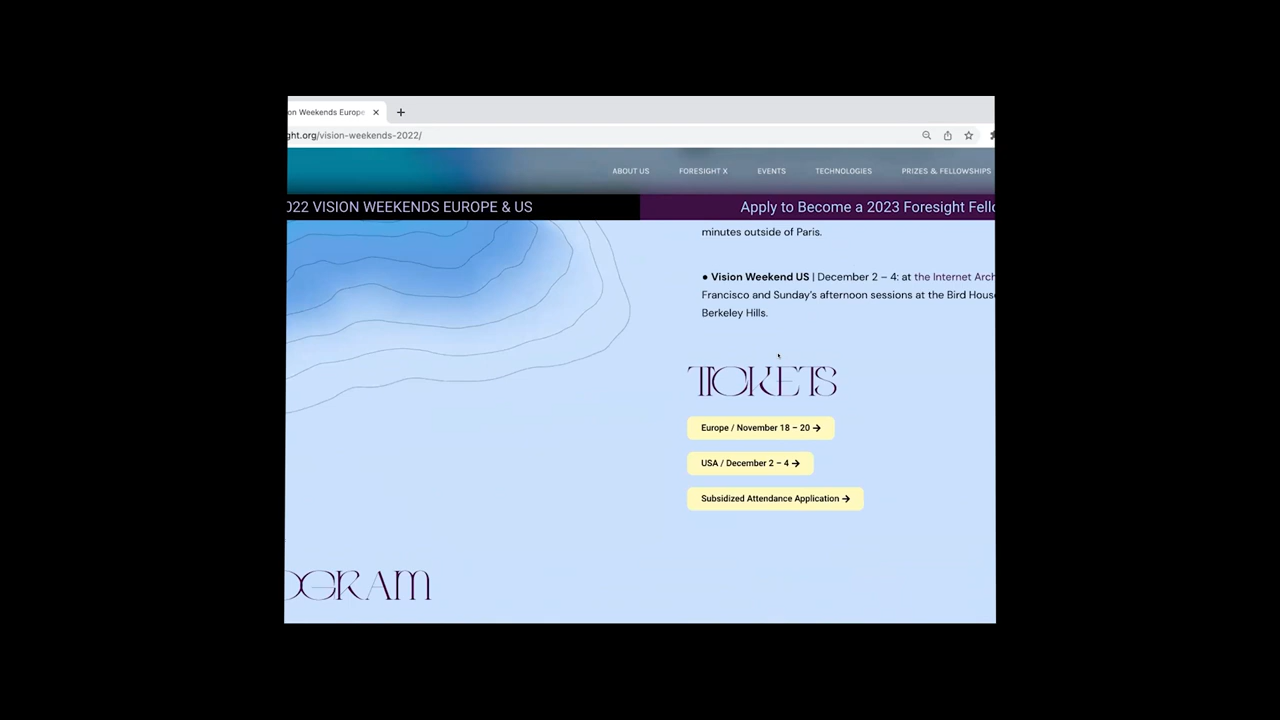 on Weekends Europe
ght.org/vision-weekends-2022/
ABOUT US FORESIGHT X EVENTS TECHNOLOGIES PRIZES & FELLOWSHIPS
022 VISION WEEKENDS EUROPE & US
Apply to Become a 2023 Foresight Fello
minutes outside of Paris.
● Vision Weekend US | December 2 – 4: at the Internet Arch
Francisco and Sunday's afternoon sessions at the Bird House
Berkeley Hills.
TICKETS
Europe / November 18 – 20 →
USA / December 2 – 4 →
Subsidized Attendance Application →
OGRAM